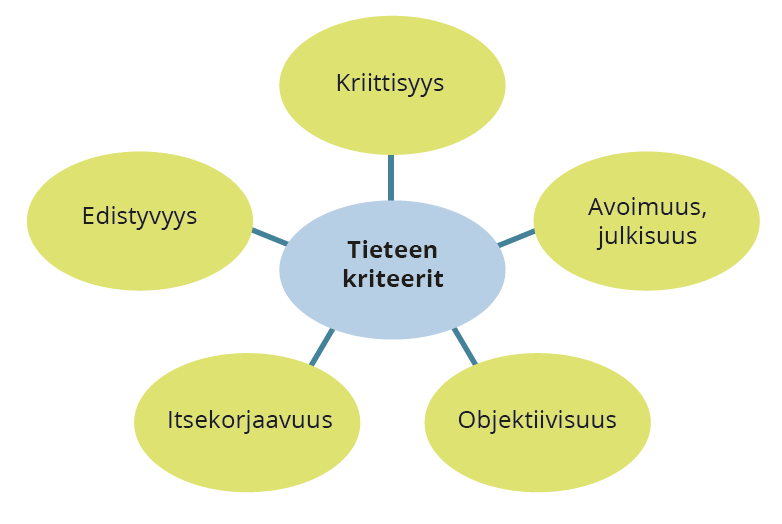 Kriittisyys
Edistyvyys
Avoimuus,
julkisuus
Tieteen
kriteerit
Itsekorjaavuus
Objektiivisuus